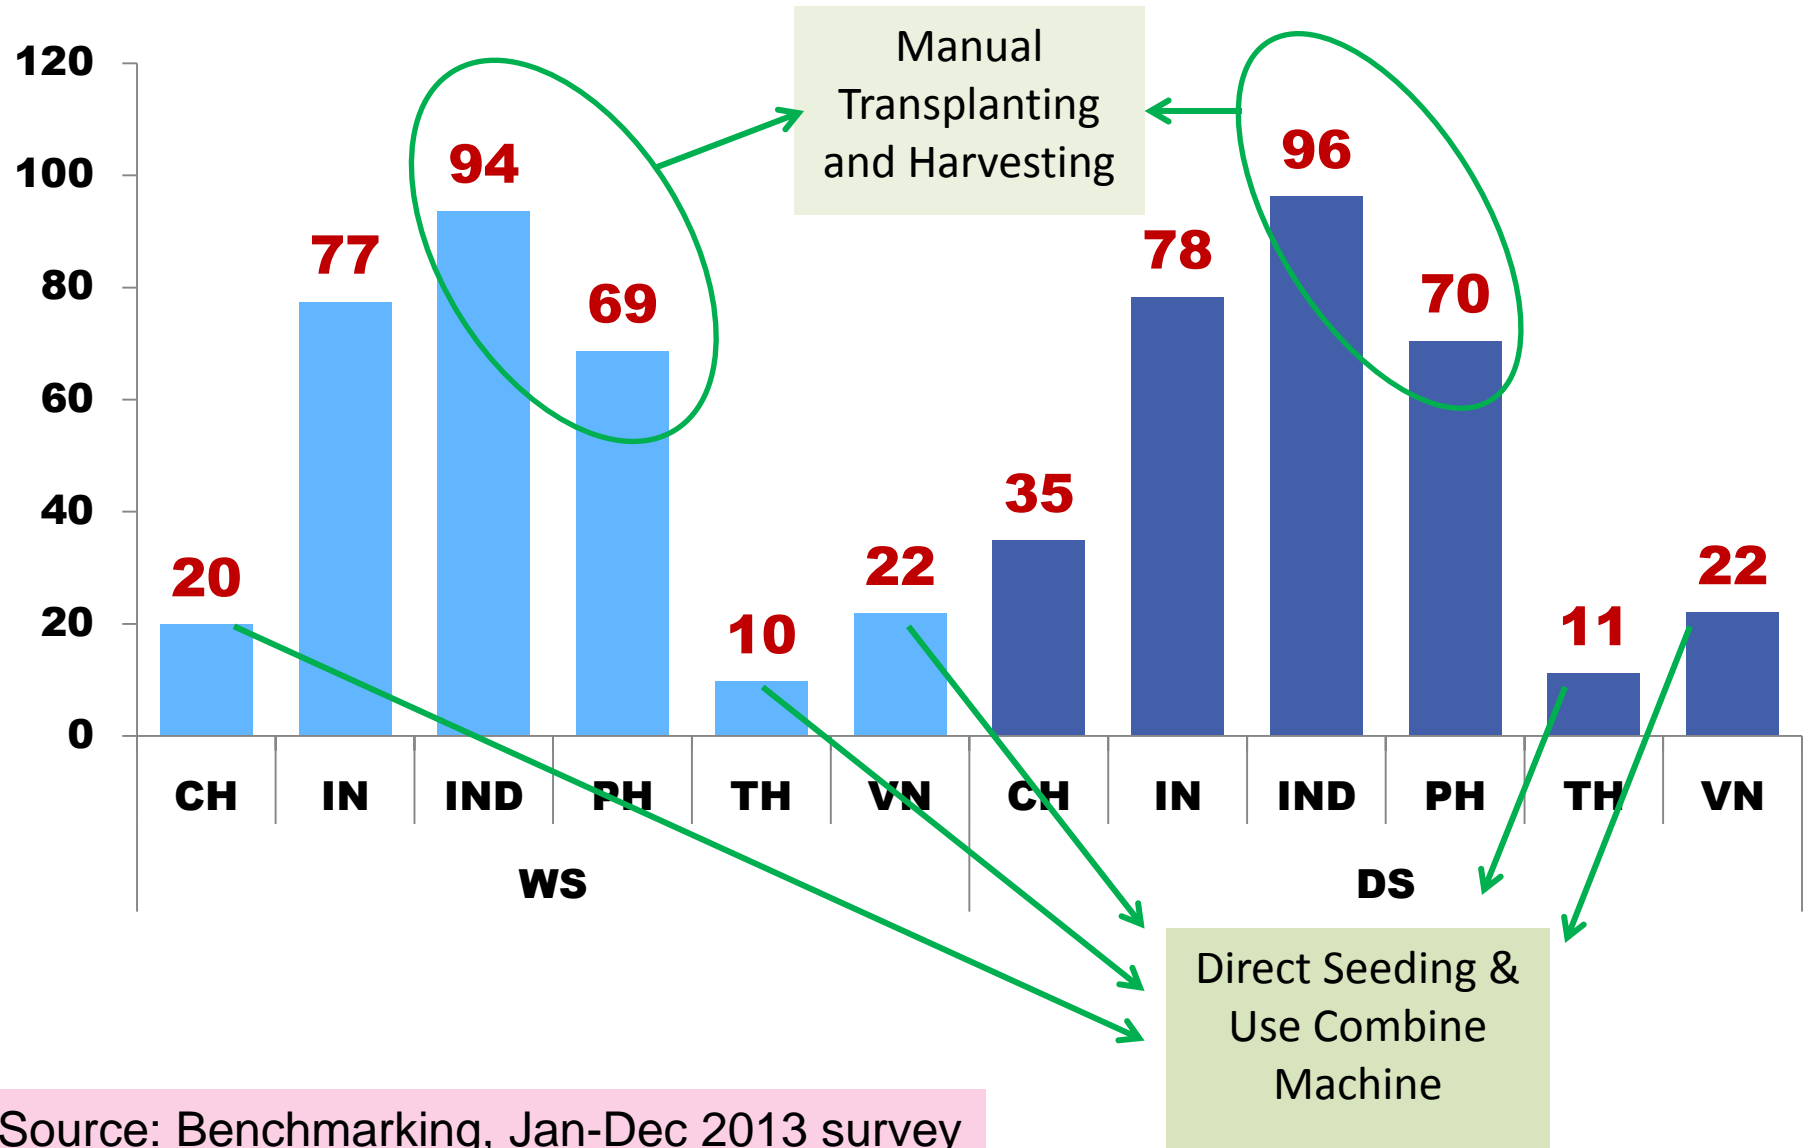 Manual
Transplanting
and Harvesting
120
100
80
60
40
20
0
20
77
94
69
10
22
35
78
96
70
11
22
CH IN IND PH TH VN CH IN IND PH TH VN
WS DS
Direct Seeding &
Use Combine
Machine
Source: Benchmarking, Jan-Dec 2013 survey